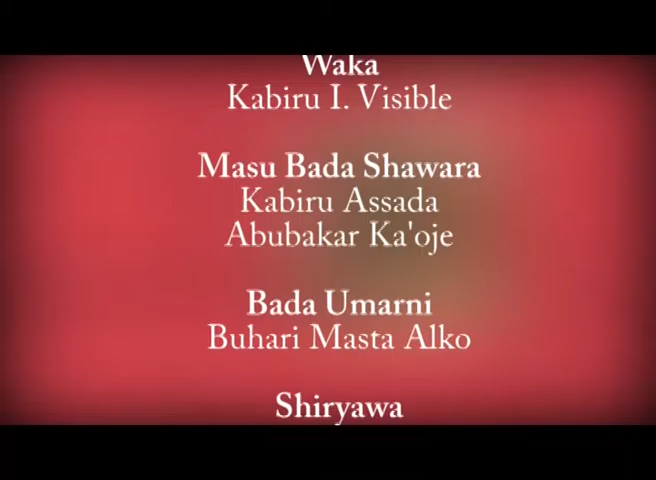 Waka
Kabiru I. Visible
Masu Bada Shawara
Kabiru Assada
Abubakar Ka'oje
Bada Umarni
Buhari Masta Alko
Shiryawa